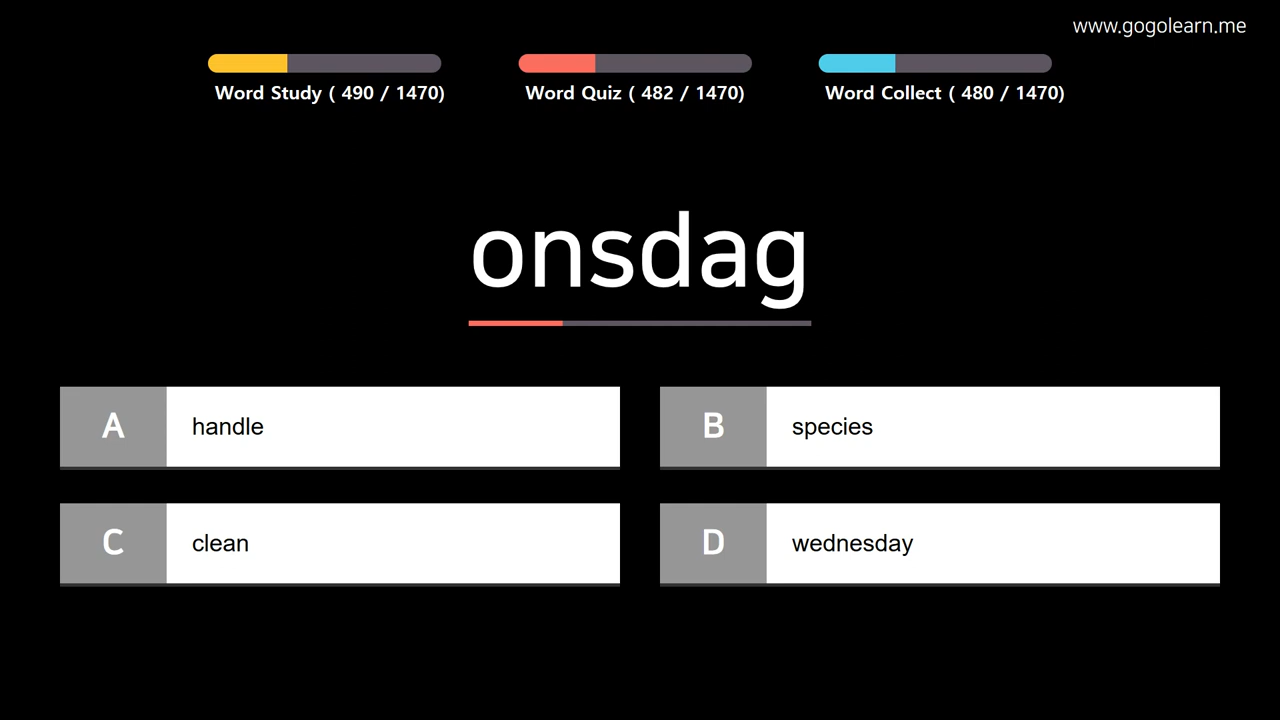 www.gogolearn.me
Word Study ( 490 / 1470)
Word Quiz ( 482 / 1470)
Word Collect ( 480 / 1470)
onsdag
A
handle
B
species
C
clean
D
wednesday